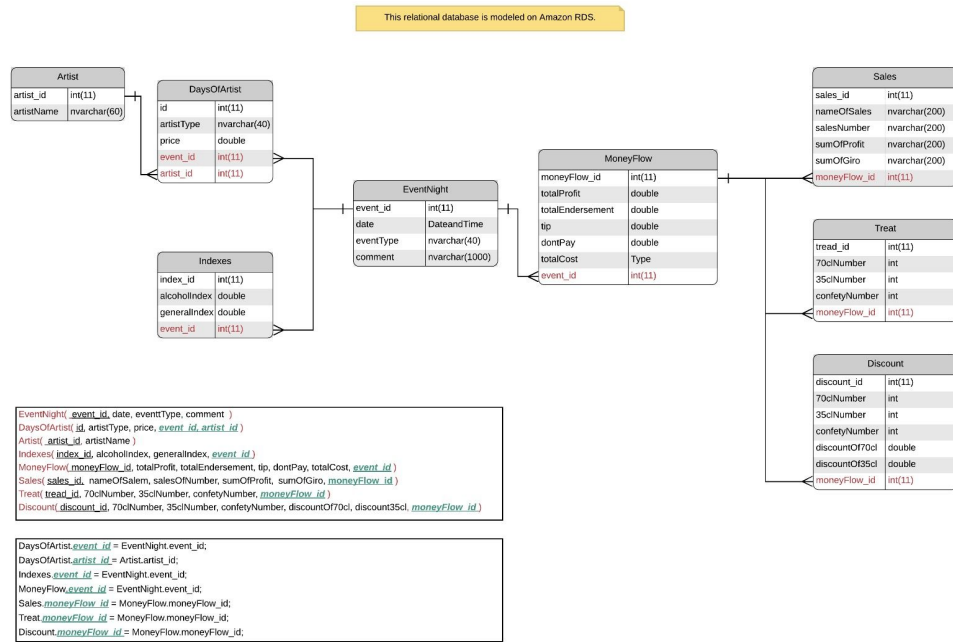 This relational database is modeled on Amazon RDS.
Artist
artist_id int(11)
artistName nvarchar(60)
DaysOfArtist
id int(11)
artistType nvarchar(40)
price double
event_id int(11)
artist_id int(11)
Indexes
index_id int(11)
alcoholIndex double
generalIndex double
event_id int(11)
EventNight
event_id int(11)
date DateandTime
eventType nvarchar(40)
comment nvarchar(1000)
MoneyFlow
moneyFlow_id int(11)
totalProfit double
totalEndersement double
tip double
dontPay double
totalCost Type
event_id int(11)
Sales
sales_id int(11)
nameOfSales nvarchar(200)
salesNumber nvarchar(200)
sumOfProfit nvarchar(200)
sumOfGiro nvarchar(200)
moneyFlow_id int(11)
Treat
tread_id int(11)
70clNumber int
35clNumber int
confetyNumber int
moneyFlow_id int(11)
Discount
discount_id int(11)
70clNumber int
35clNumber int
confetyNumber int
discountOf70cl double
discountOf35cl double
moneyFlow_id int(11)
EventNight( event_id, date, eventtType, comment )
DaysOfArtist( id, artistType, price, event_id, artist_id )
Artist( artist_id, artistName )
Indexes( index_id, alcoholIndex, generalIndex, event_id )
MoneyFlow( moneyFlow_id, totalProfit, totalEndersement, tip, dontPay, totalCost, event_id )
Sales( sales_id, nameOfSalem, salesOfNumber, sumOfProfit, sumOfGiro, moneyFlow_id )
Treat( tread_id, 70clNumber, 35clNumber, confetyNumber, moneyFlow_id )
Discount( discount_id, 70clNumber, 35clNumber, confetyNumber, discountOf70cl, discount35cl, moneyFlow_id )
DaysOfArtist.event_id = EventNight.event_id;
DaysOfArtist.artist_id = Artist.artist_id;
Indexes.event_id = EventNight.event_id;
MoneyFlow.event_id = EventNight.event_id;
Sales.moneyFlow_id = MoneyFlow.moneyFlow_id;
Treat.moneyFlow_id = MoneyFlow.moneyFlow_id;
Discount.moneyFlow_id = MoneyFlow.moneyFlow_id;